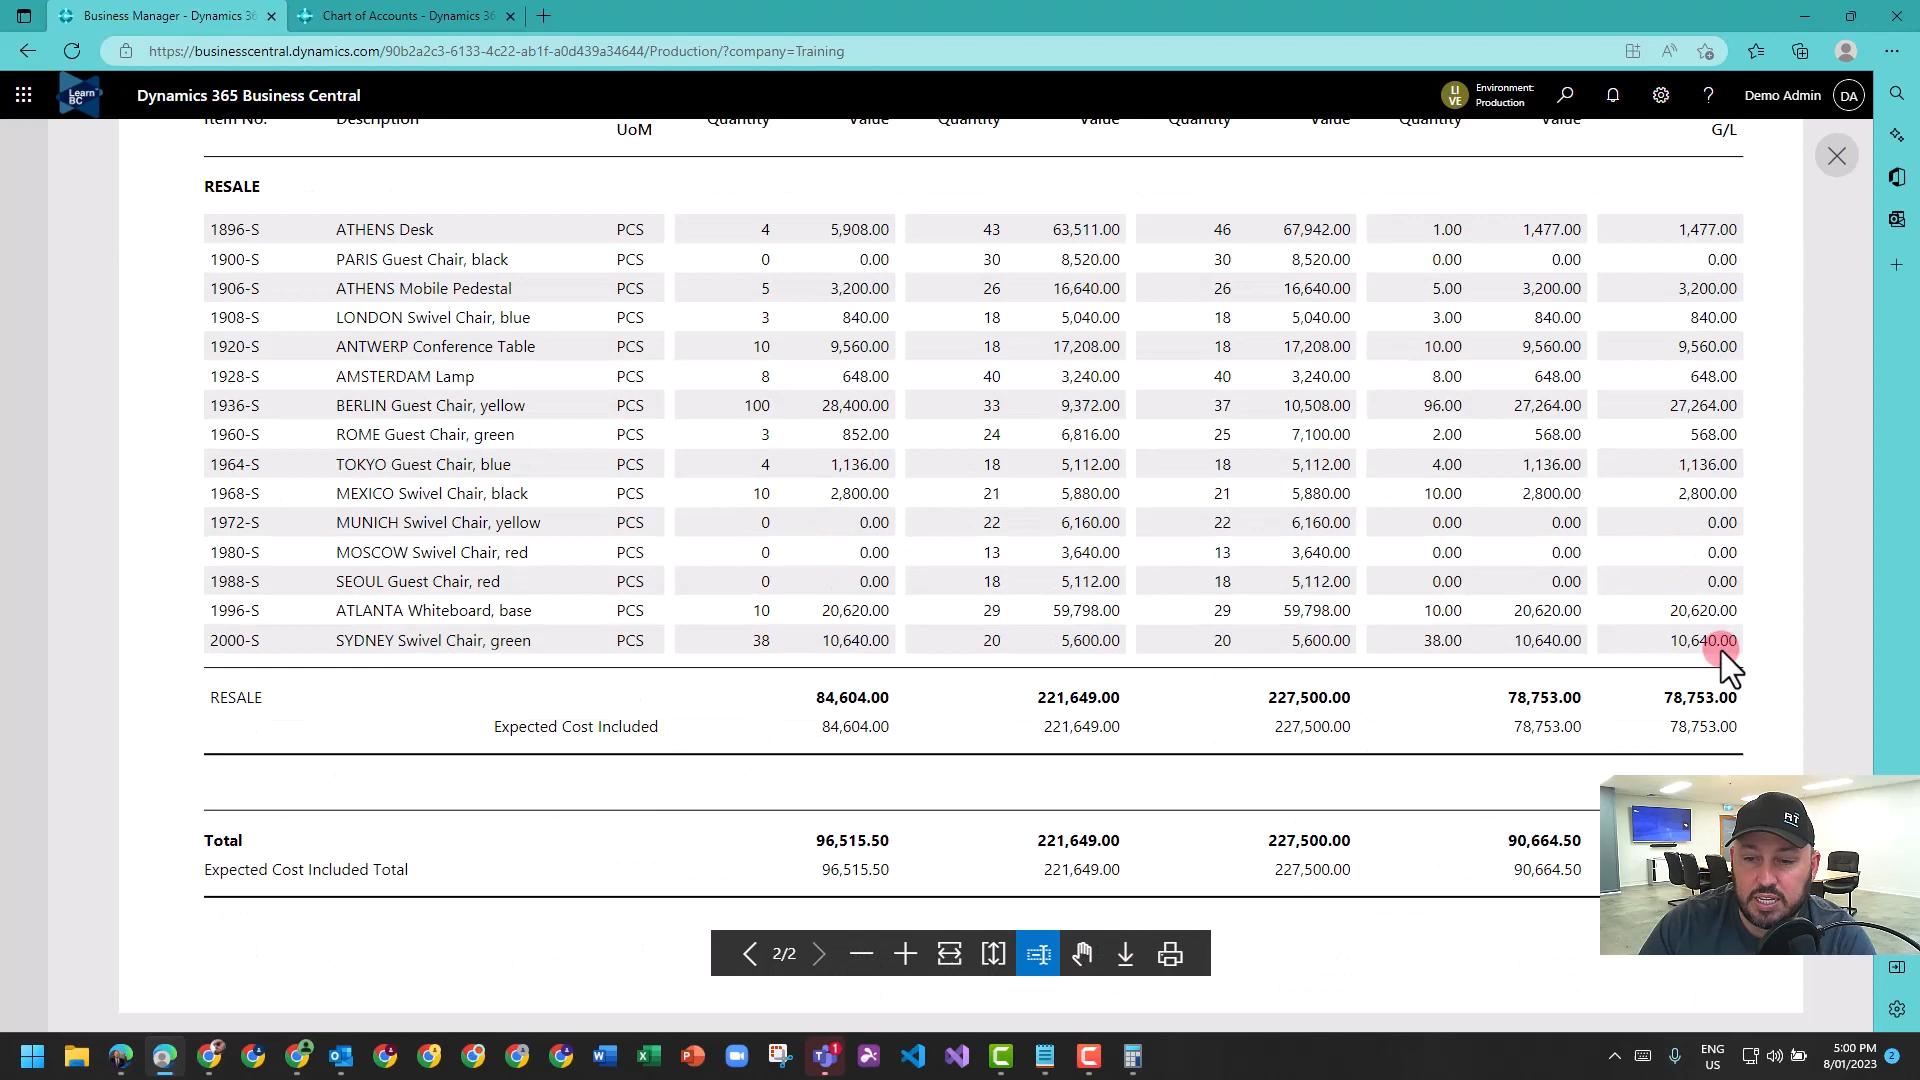 Business Manager - Dynamics 36
Chart of Accounts - Dynamics 36
https://businesscentral.dynamics.com/90b2a2c3-6133-4c22-ab1f-a0d439a34644/Production/?company=Training
Learn BC
Dynamics 365 Business Central
LIVE
Environment: Production
Demo Admin
DA
Item No. Description UoM Quantity Value Quantity Value Quantity Value Quantity Value G/L
RESALE
1896-S ATHENS Desk PCS 4 5,908.00 43 63,511.00 46 67,942.00 1.00 1,477.00 1,477.00
1900-S PARIS Guest Chair, black PCS 0 0.00 30 8,520.00 30 8,520.00 0.00 0.00 0.00
1906-S ATHENS Mobile Pedestal PCS 5 3,200.00 26 16,640.00 26 16,640.00 5.00 3,200.00 3,200.00
1908-S LONDON Swivel Chair, blue PCS 3 840.00 18 5,040.00 18 5,040.00 3.00 840.00 840.00
1920-S ANTWERP Conference Table PCS 10 9,560.00 18 17,208.00 18 17,208.00 10.00 9,560.00 9,560.00
1928-S AMSTERDAM Lamp PCS 8 648.00 40 3,240.00 40 3,240.00 8.00 648.00 648.00
1936-S BERLIN Guest Chair, yellow PCS 100 28,400.00 33 9,372.00 37 10,508.00 96.00 27,264.00 27,264.00
1960-S ROME Guest Chair, green PCS 3 852.00 24 6,816.00 25 7,100.00 2.00 568.00 568.00
1964-S TOKYO Guest Chair, blue PCS 4 1,136.00 18 5,112.00 18 5,112.00 4.00 1,136.00 1,136.00
1968-S MEXICO Swivel Chair, black PCS 10 2,800.00 21 5,880.00 21 5,880.00 10.00 2,800.00 2,800.00
1972-S MUNICH Swivel Chair, yellow PCS 0 0.00 22 6,160.00 22 6,160.00 0.00 0.00 0.00
1980-S MOSCOW Swivel Chair, red PCS 0 0.00 13 3,640.00 13 3,640.00 0.00 0.00 0.00
1988-S SEOUL Guest Chair, red PCS 0 0.00 18 5,112.00 18 5,112.00 0.00 0.00 0.00
1996-S ATLANTA Whiteboard, base PCS 10 20,620.00 29 59,798.00 29 59,798.00 10.00 20,620.00 20,620.00
2000-S SYDNEY Swivel Chair, green PCS 38 10,640.00 20 5,600.00 20 5,600.00 38.00 10,640.00 10,640.00
RESALE 84,604.00 221,649.00 227,500.00 78,753.00 78,753.00
Expected Cost Included 84,604.00 221,649.00 227,500.00 78,753.00 78,753.00
Total 96,515.50 221,649.00 227,500.00 90,664.50
Expected Cost Included Total 96,515.50 221,649.00 227,500.00 90,664.50
2/2
ENG
US
5:00 PM
8/01/2023
2